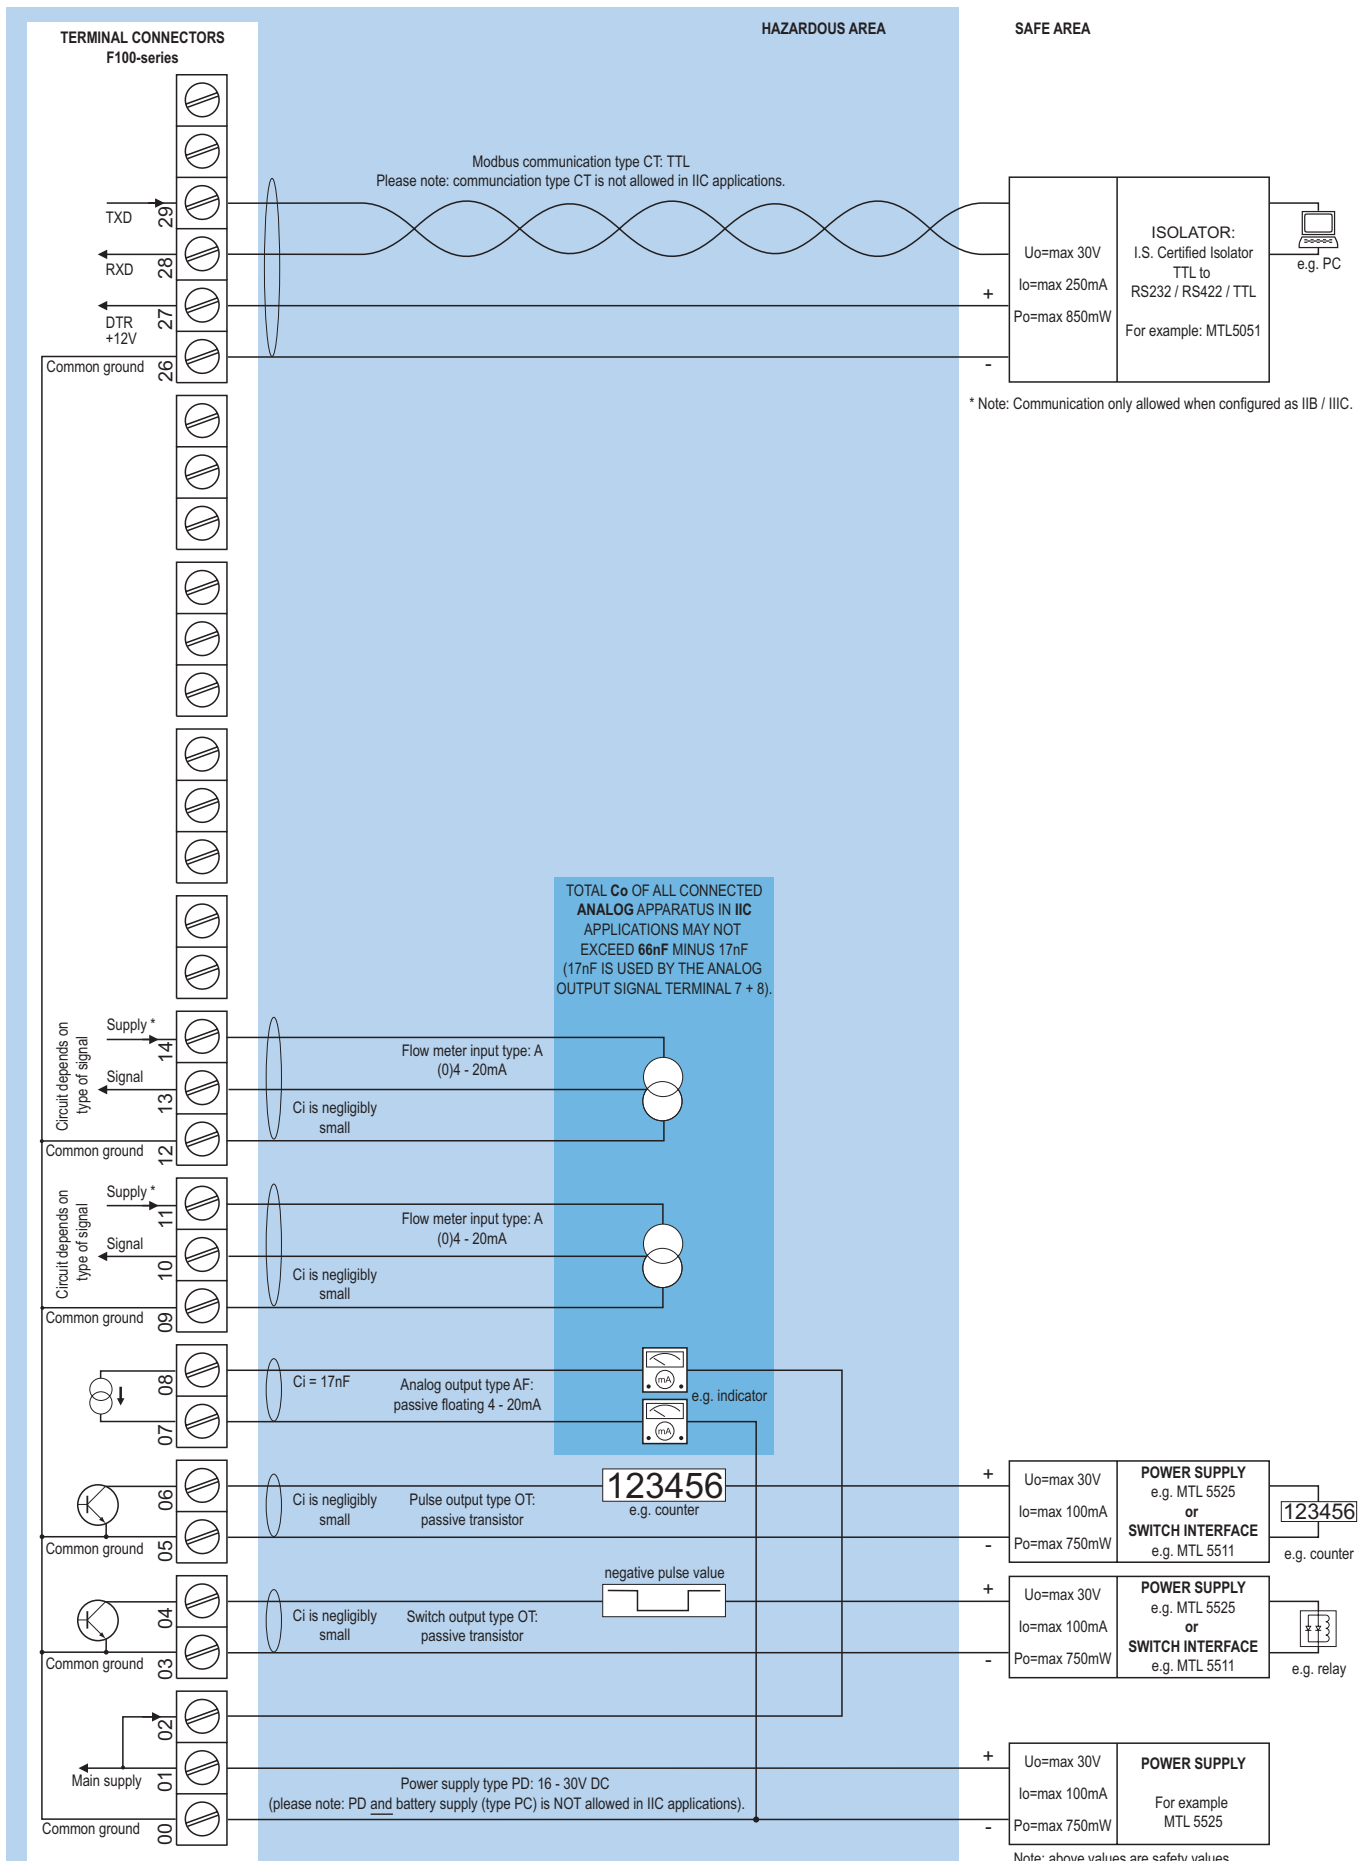 HAZARDOUS AREA
SAFE AREA
TERMINAL CONNECTORS
F100-series
Modbus communication type CT: TTL
Please note: communciation type CT is not allowed in IIC applications.
TXD
29
RXD
28
DTR
+12V
27
Common ground
26
+
-
Uo=max 30V
Io=max 250mA
Po=max 850mW
ISOLATOR:
I.S. Certified Isolator
TTL to
RS232 / RS422 / TTL
For example: MTL5051
e.g. PC
* Note: Communication only allowed when configured as IIB / IIIC.
TOTAL Co OF ALL CONNECTED
ANALOG APPARATUS IN IIC
APPLICATIONS MAY NOT
EXCEED 66nF MINUS 17nF
(17nF IS USED BY THE ANALOG
OUTPUT SIGNAL TERMINAL 7 + 8).
Circuit depends on
type of signal
Supply *
14
Signal
13
Common ground
12
Flow meter input type: A
(0)4 - 20mA
Ci is negligibly
small
Circuit depends on
type of signal
Supply *
11
Signal
10
Common ground
09
Flow meter input type: A
(0)4 - 20mA
Ci is negligibly
small
08
07
Ci = 17nF
Analog output type AF:
passive floating 4 - 20mA
mA
mA
e.g. indicator
06
Common ground
05
Ci is negligibly
small
Pulse output type OT:
passive transistor
123456
e.g. counter
+
-
Uo=max 30V
Io=max 100mA
Po=max 750mW
POWER SUPPLY
e.g. MTL 5525
or
SWITCH INTERFACE
e.g. MTL 5511
123456
e.g. counter
04
Common ground
03
Ci is negligibly
small
Switch output type OT:
passive transistor
negative pulse value
+
-
Uo=max 30V
Io=max 100mA
Po=max 750mW
POWER SUPPLY
e.g. MTL 5525
or
SWITCH INTERFACE
e.g. MTL 5511
e.g. relay
02
Main supply
01
Common ground
00
Power supply type PD: 16 - 30V DC
(please note: PD and battery supply (type PC) is NOT allowed in IIC applications).
+
-
Uo=max 30V
Io=max 100mA
Po=max 750mW
POWER SUPPLY
For example
MTL 5525
Note: above values are safety values